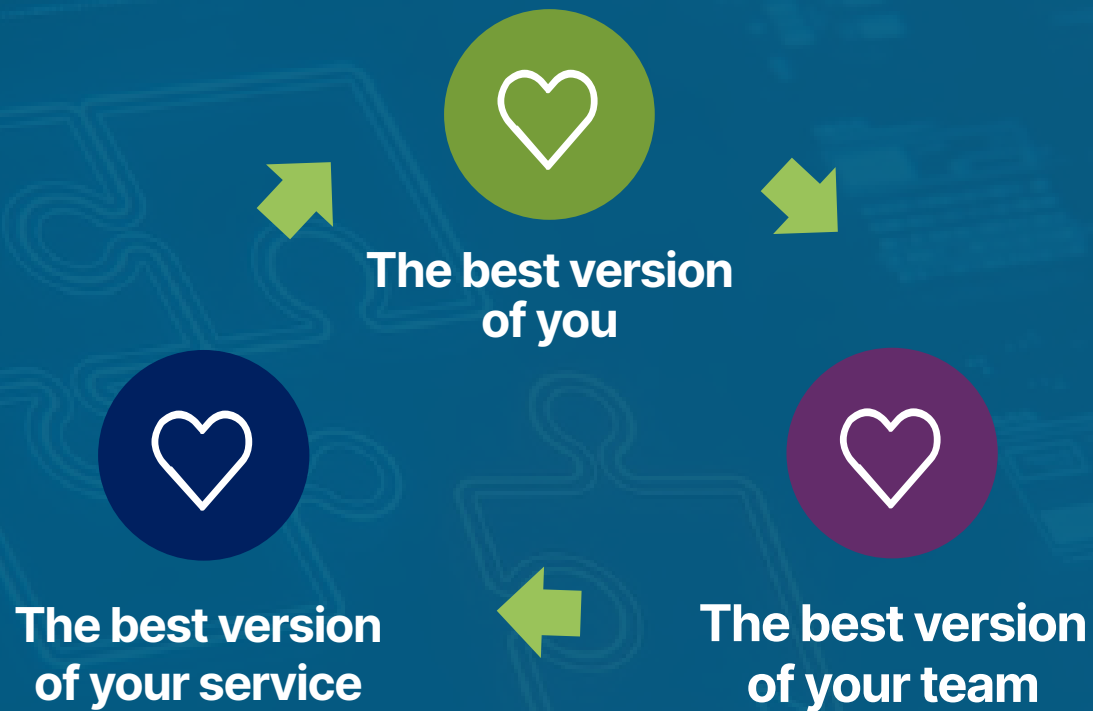 The best version
of you
The best version
of your service
The best version
of your team